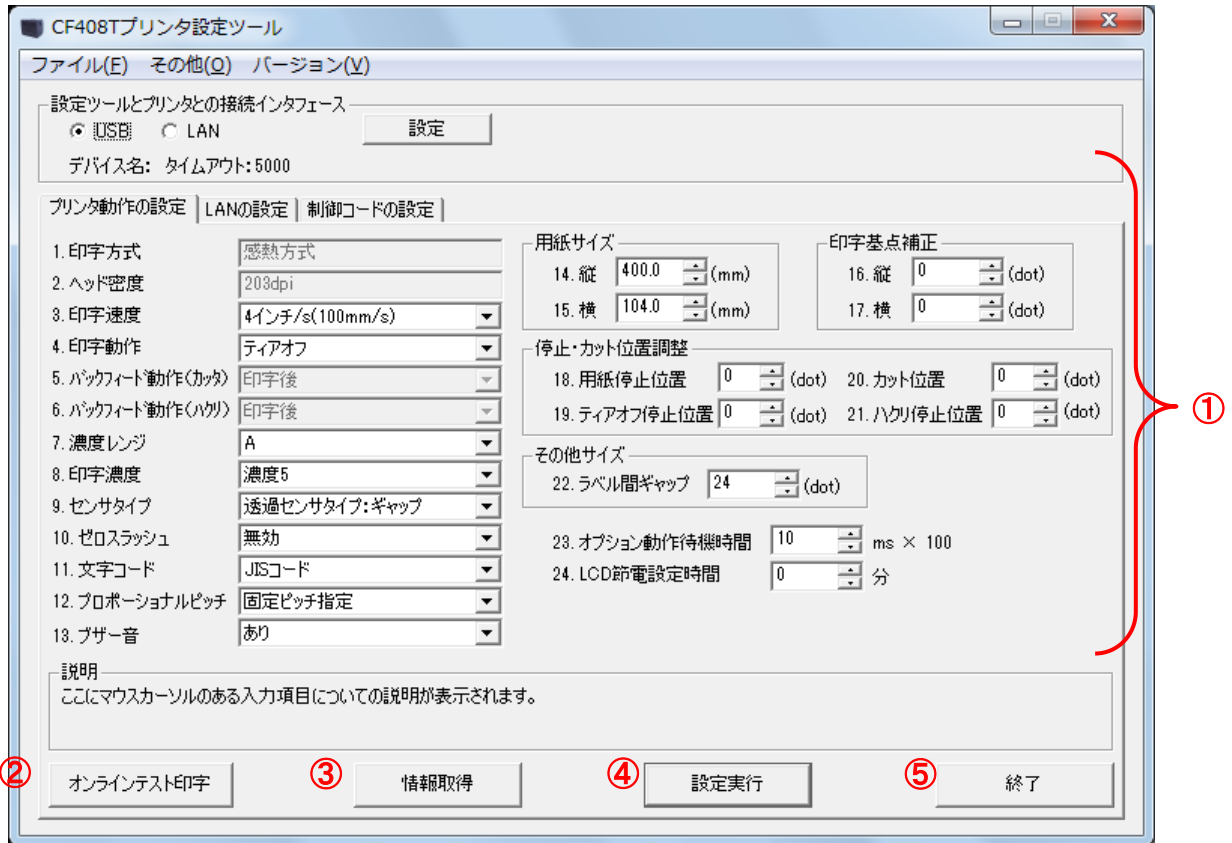 CF408Tプリンタ設定ツール
ファイル(F) その他(O) バージョン(V)
設定ツールとプリンタとの接続インタフェース
USB LAN 設定
デバイス名: タイムアウト:5000
プリンタ動作の設定 LANの設定 制御コードの設定
1. 印字方式 感熱方式
2. ヘッド密度 203dpi
3. 印字速度 4インチ/s(100mm/s)
4. 印字動作 ティアオフ
5. バックフィード動作(カッタ) 印字後
6. バックフィード動作(ハクリ) 印字後
7. 濃度レンジ A
8. 印字濃度 濃度5
9. センサタイプ 透過センサタイプ:ギャップ
10. ゼロスラッシュ 無効
11. 文字コード JISコード
12. プロポーショナルピッチ 固定ピッチ指定
13. ブザー音 あり
用紙サイズ
14. 縦 400.0 (mm)
15. 横 104.0 (mm)
印字基点補正
16. 縦 0 (dot)
17. 横 0 (dot)
停止・カット位置調整
18. 用紙停止位置 0 (dot) 20. カット位置 0 (dot)
19. ティアオフ停止位置 0 (dot) 21. ハクリ停止位置 0 (dot)
その他サイズ
22. ラベル間ギャップ 24 (dot)
23. オプション動作待機時間 10 ms × 100
24. LCD節電設定時間 0 分
①
説明
ここにマウスカーソルのある入力項目についての説明が表示されます。
② オンラインテスト印字 ③ 情報取得 ④ 設定実行 ⑤ 終了